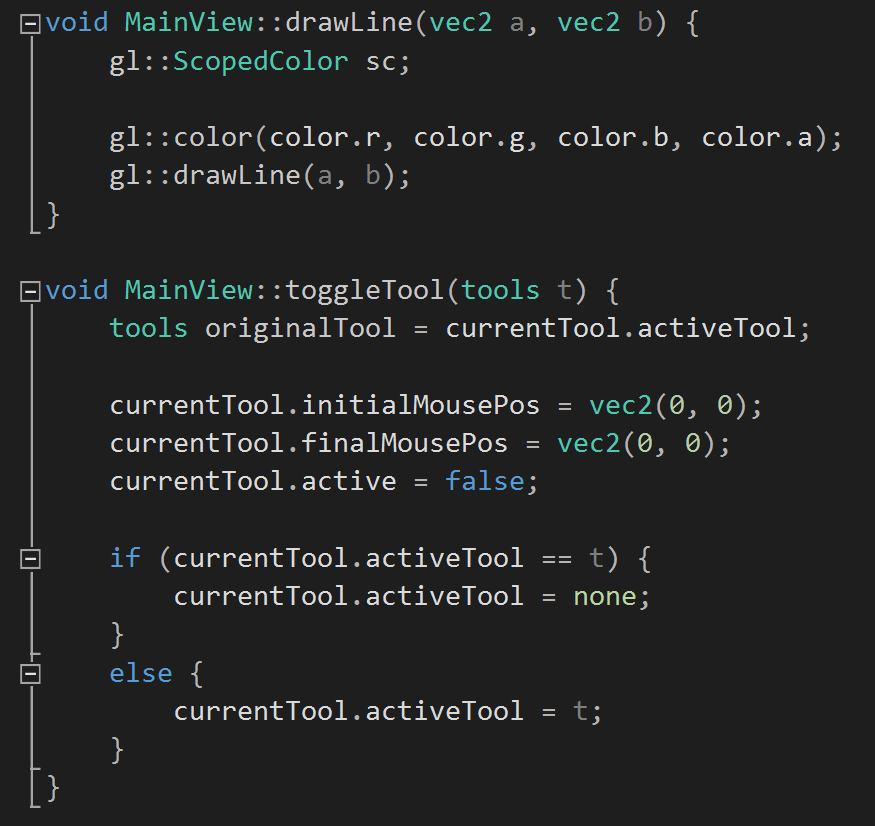 void MainView::drawLine(vec2 a, vec2 b) {
    gl::ScopedColor sc;

    gl::color(color.r, color.g, color.b, color.a);
    gl::drawLine(a, b);
}

void MainView::toggleTool(tools t) {
    tools originalTool = currentTool.activeTool;

    currentTool.initialMousePos = vec2(0, 0);
    currentTool.finalMousePos = vec2(0, 0);
    currentTool.active = false;

    if (currentTool.activeTool == t) {
        currentTool.activeTool = none;
    }
    else {
        currentTool.activeTool = t;
    }
}